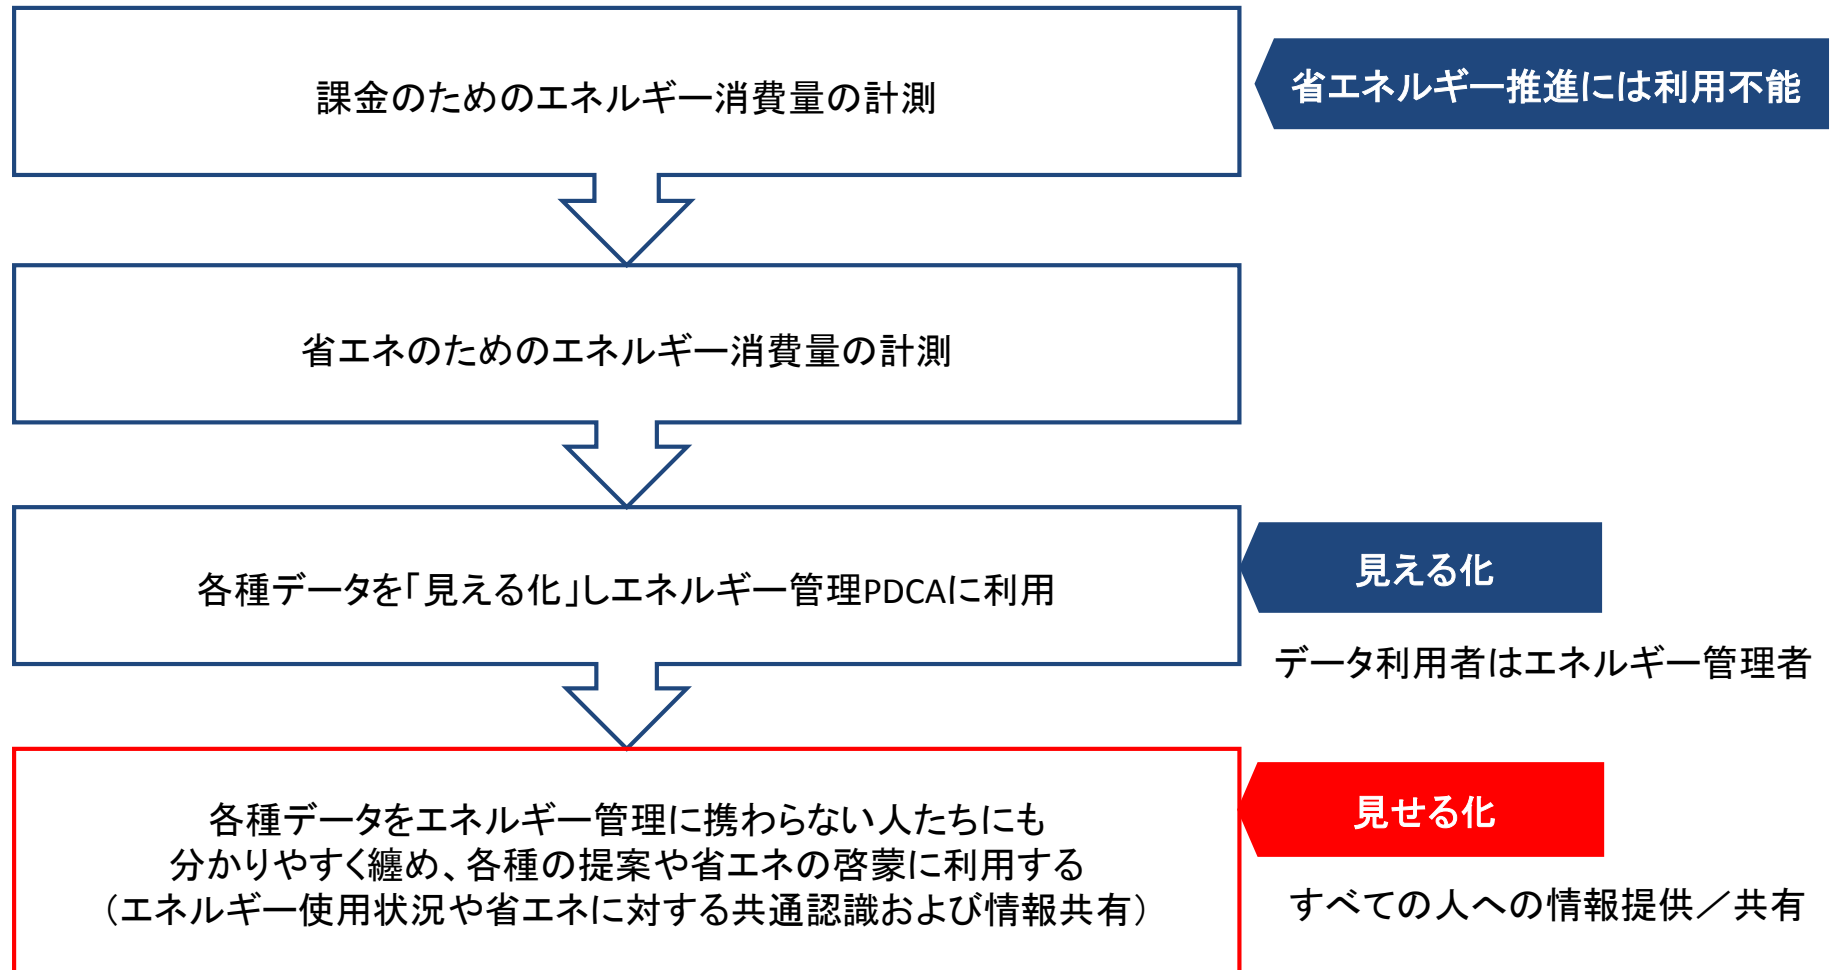 課金のためのエネルギー消費量の計測
省エネルギー推進には利用不能
省エネのためのエネルギー消費量の計測
各種データを「見える化」しエネルギー管理PDCAに利用
見える化
データ利用者はエネルギー管理者
各種データをエネルギー管理に携わらない人たちにも
分かりやすく纏め、各種の提案や省エネの啓蒙に利用する
（エネルギー使用状況や省エネに対する共通認識および情報共有）
見せる化
すべての人への情報提供／共有